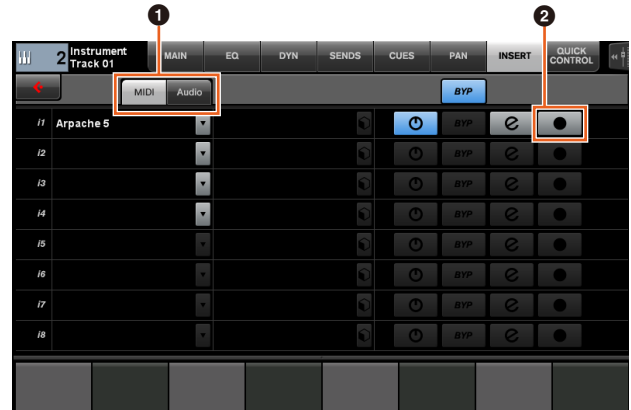 1 2
2 Instrument Track 01 MAIN EQ DYN SENDS CUES PAN INSERT QUICK CONTROL
MIDI Audio BYP
i1 Arpache 5 BYP e
i2 BYP e
i3 BYP e
i4 BYP e
i5 BYP e
i6 BYP e
i7 BYP e
i8 BYP e